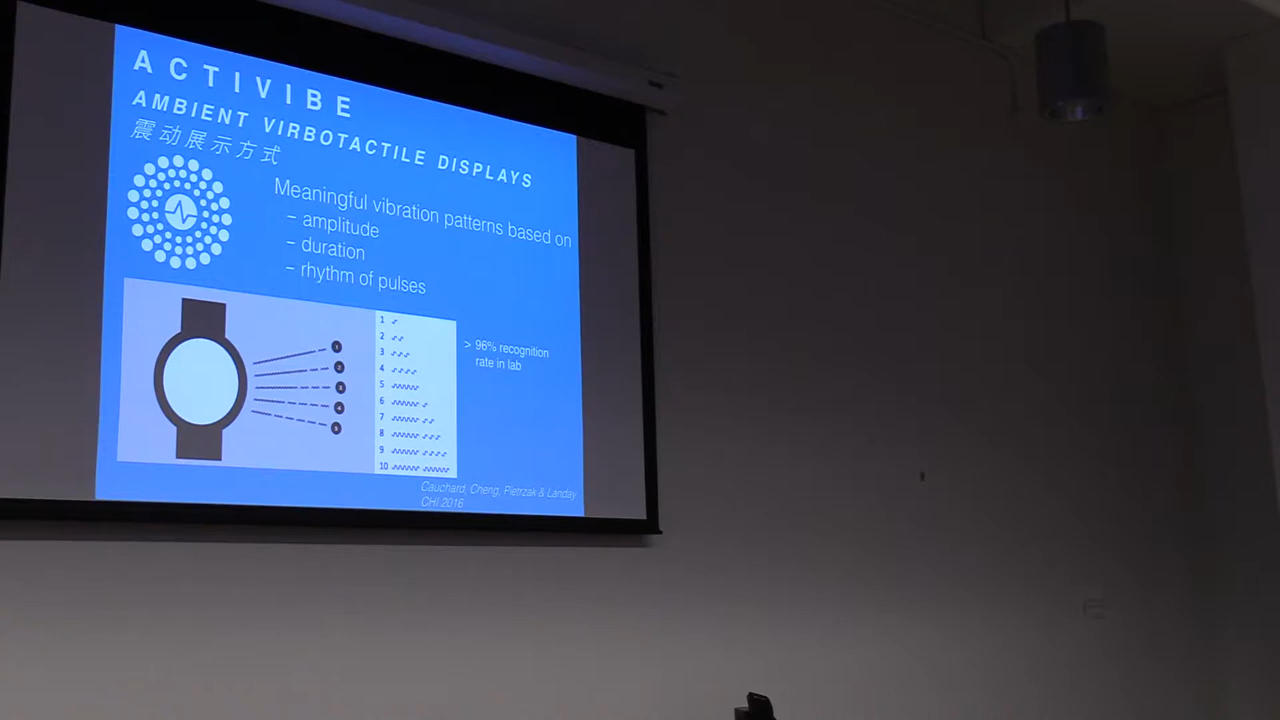 ACTIVIBE
AMBIENT VIRBOTACTILE DISPLAYS
震动展示方式
Meaningful vibration patterns based on
– amplitude
– duration
– rhythm of pulses
1
2
3
4
5
1
2
3
4
5
6
7
8
9
10
> 96% recognition
rate in lab
Cauchard, Cheng, Pietrzak & Landay
CHI 2016